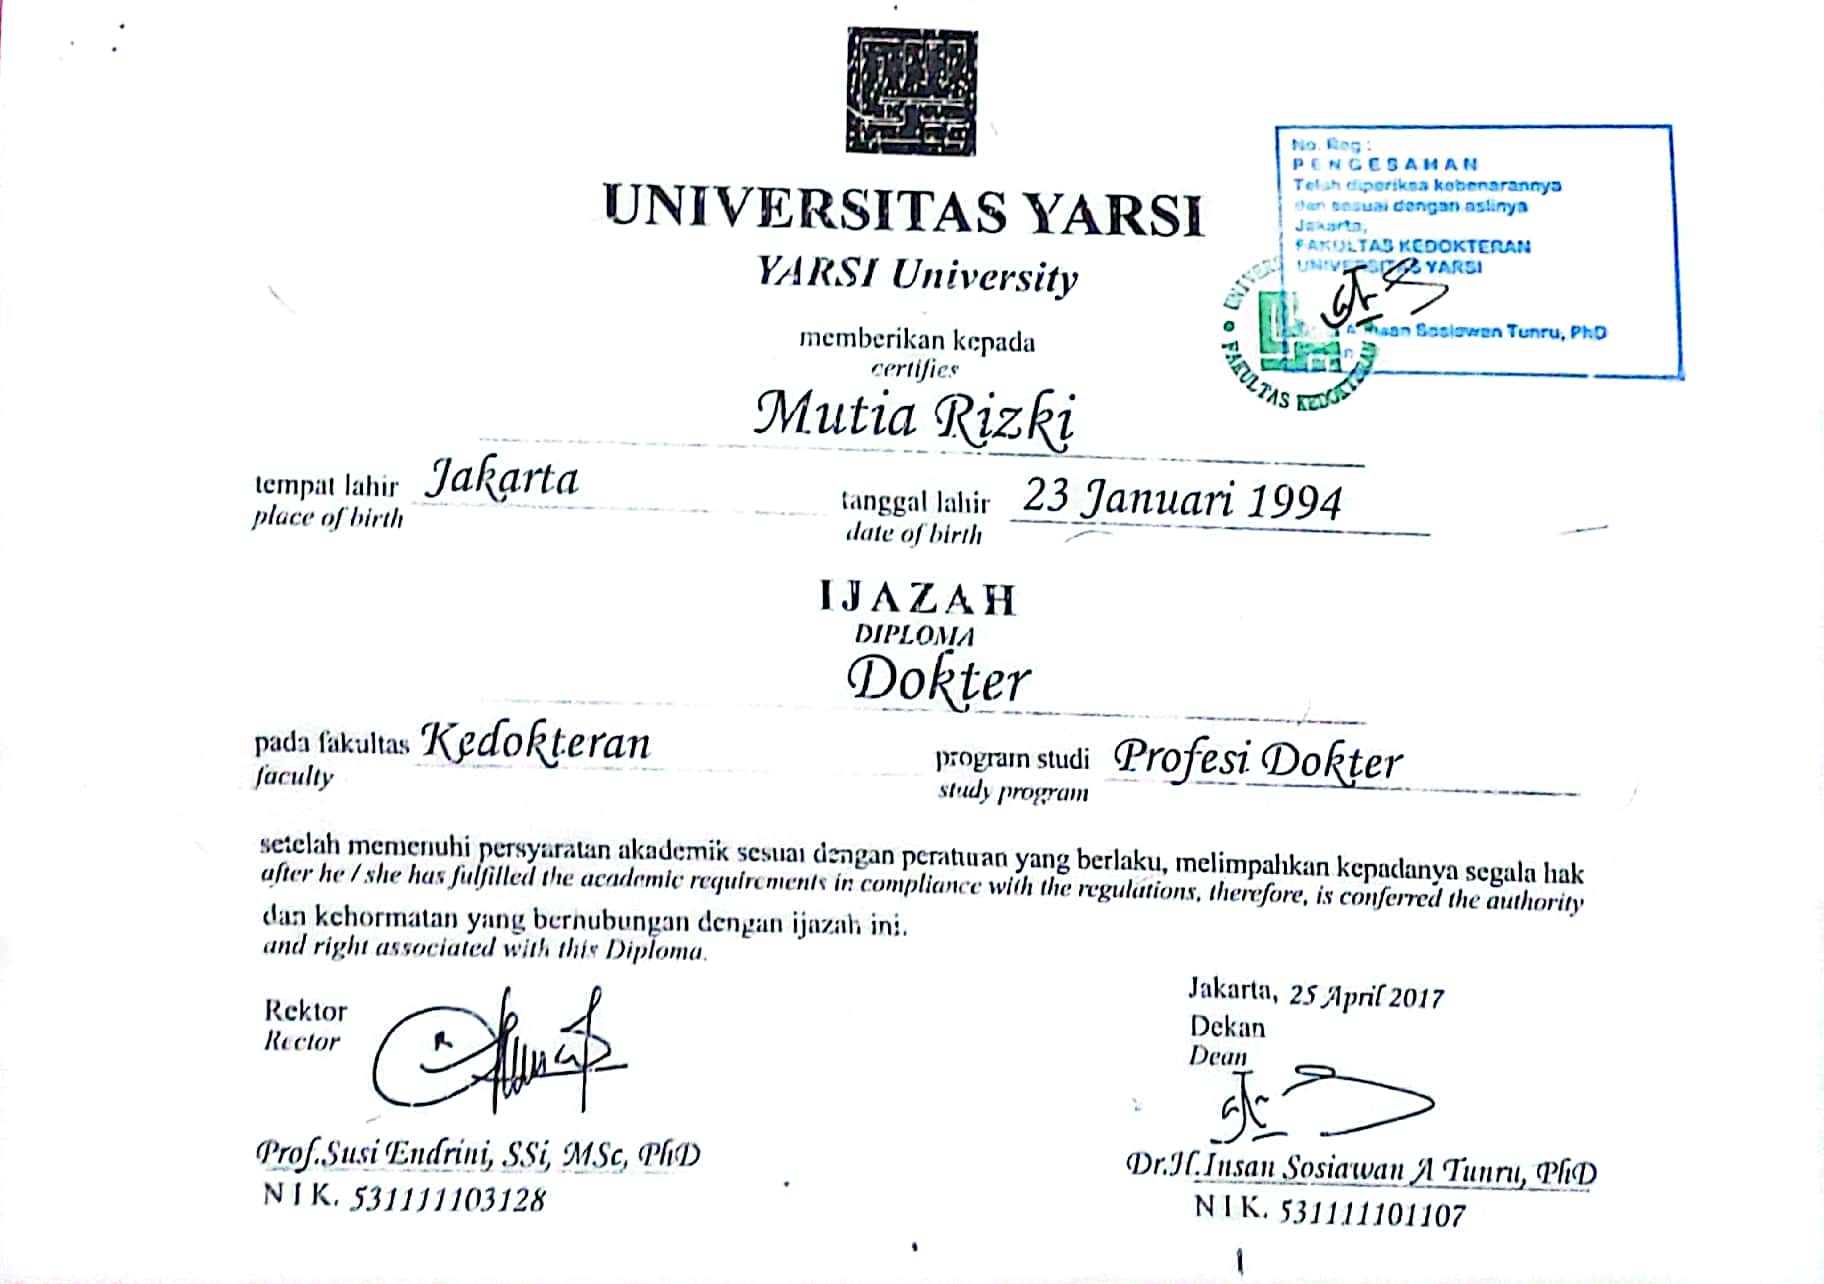 UNIVERSITAS YARSI
YARSI University
No. Reg :
PENGESAHAN
Telah diperiksa kebenarannya
dan sesuai dengan aslinya
Jakarta,
FAKULTAS KEDOKTERAN
UNIVERSITAS YARSI
Sosiawan Tunru, PhD
FAKULTAS KEDOKTERAN
memberikan kepada
certifies
Mutia Rizki
tempat lahir Jakarta tanggal lahir 23 Januari 1994
place of birth date of birth
IJAZAH
DIPLOMA
Dokter
pada fakultas Kedokteran program studi Profesi Dokter
faculty study program
setelah memenuhi persyaratan akademik sesuai dengan peraturan yang berlaku, melimpahkan kepadanya segala hak
after he / she has fulfilled the academic requirements in compliance with the regulations, therefore, is conferred the authority
dan kehormatan yang berhubungan dengan ijazah ini.
and right associated with this Diploma.
Jakarta, 25 April 2017
Rektor Dekan
Rector Dean
Prof.Susi Endrini, SSi, MSc, PhD Dr.H.Insan Sosiawan A Tunru, PhD
NIK. 531111103128 NIK. 531111101107